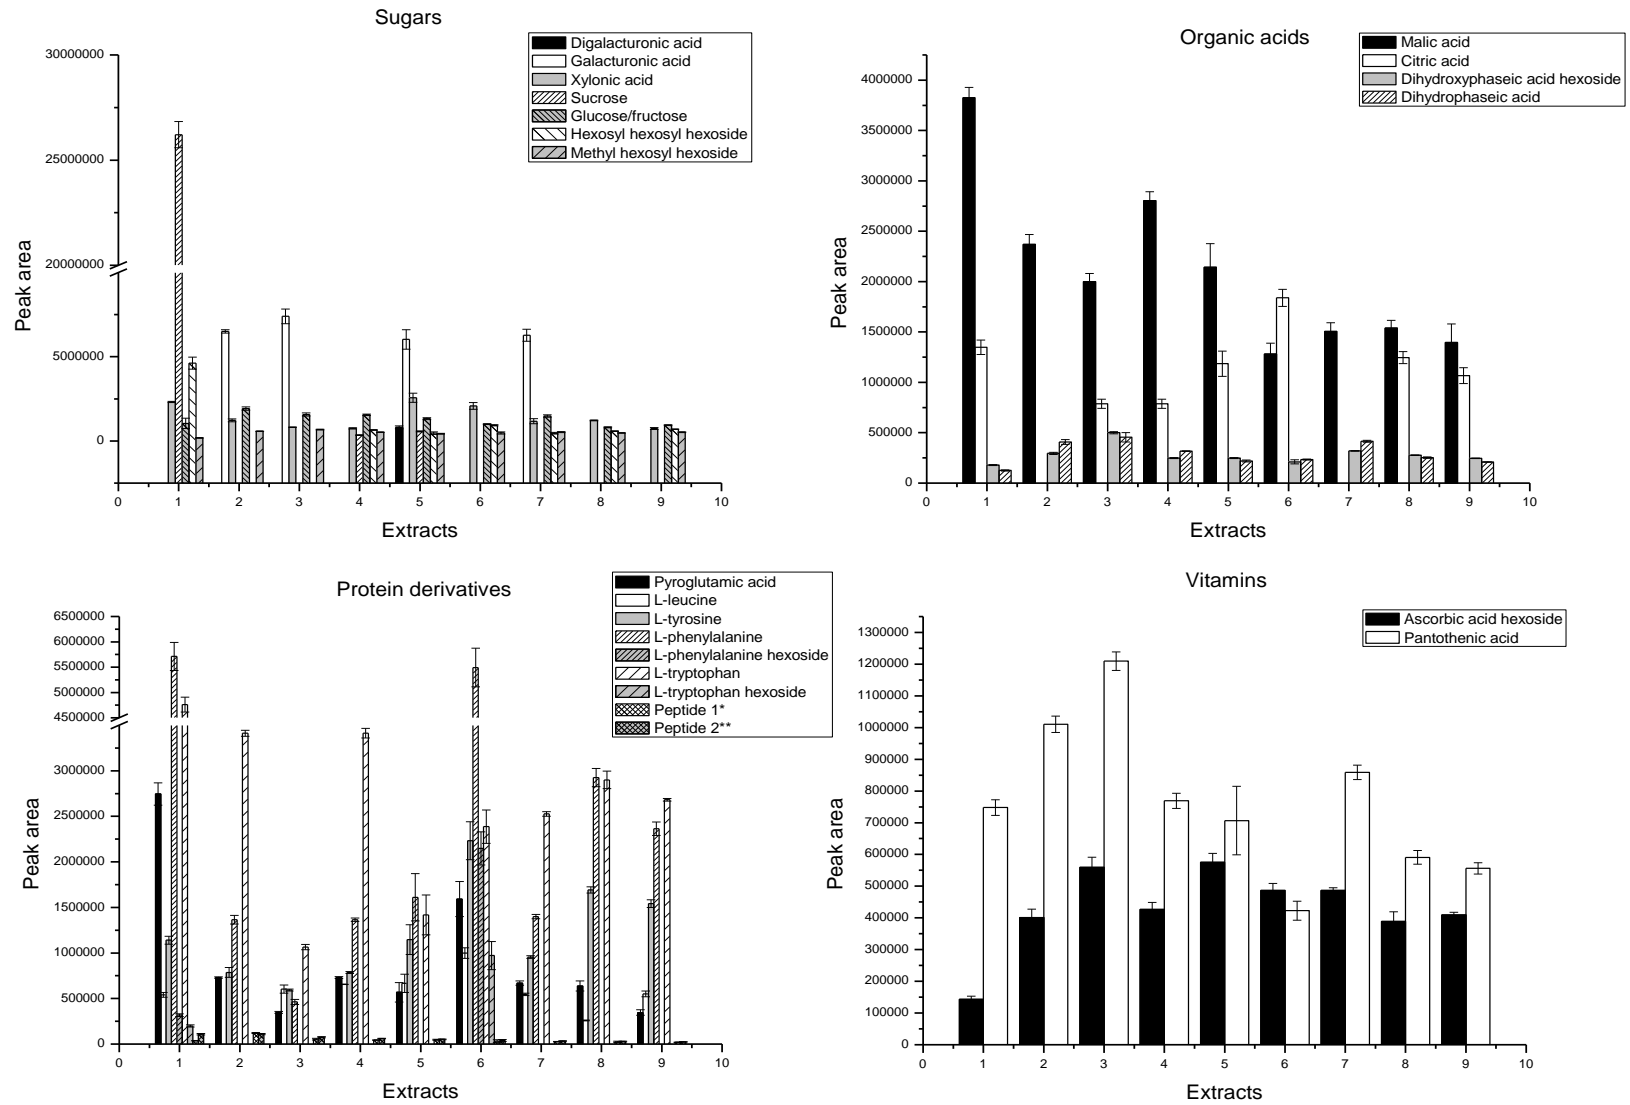 Sugars
Digalacturonic acid
Galacturonic acid
Xylonic acid
Sucrose
Glucose/fructose
Hexosyl hexosyl hexoside
Methyl hexosyl hexoside
30000000
25000000
20000000
5000000
0
Peak area
0 1 2 3 4 5 6 7 8 9 10
Extracts
Organic acids
Malic acid
Citric acid
Dihydroxyphaseic acid hexoside
Dihydrophaseic acid
4000000
3500000
3000000
2500000
2000000
1500000
1000000
500000
0
Peak area
0 1 2 3 4 5 6 7 8 9 10
Extracts
Protein derivatives
Pyroglutamic acid
L-leucine
L-tyrosine
L-phenylalanine
L-phenylalanine hexoside
L-tryptophan
L-tryptophan hexoside
Peptide 1*
Peptide 2**
6500000
6000000
5500000
5000000
4500000
3000000
2500000
2000000
1500000
1000000
500000
0
Peak area
0 1 2 3 4 5 6 7 8 9 10
Extracts
Vitamins
Ascorbic acid hexoside
Pantothenic acid
1300000
1200000
1100000
1000000
900000
800000
700000
600000
500000
400000
300000
200000
100000
0
Peak area
0 1 2 3 4 5 6 7 8 9 10
Extracts